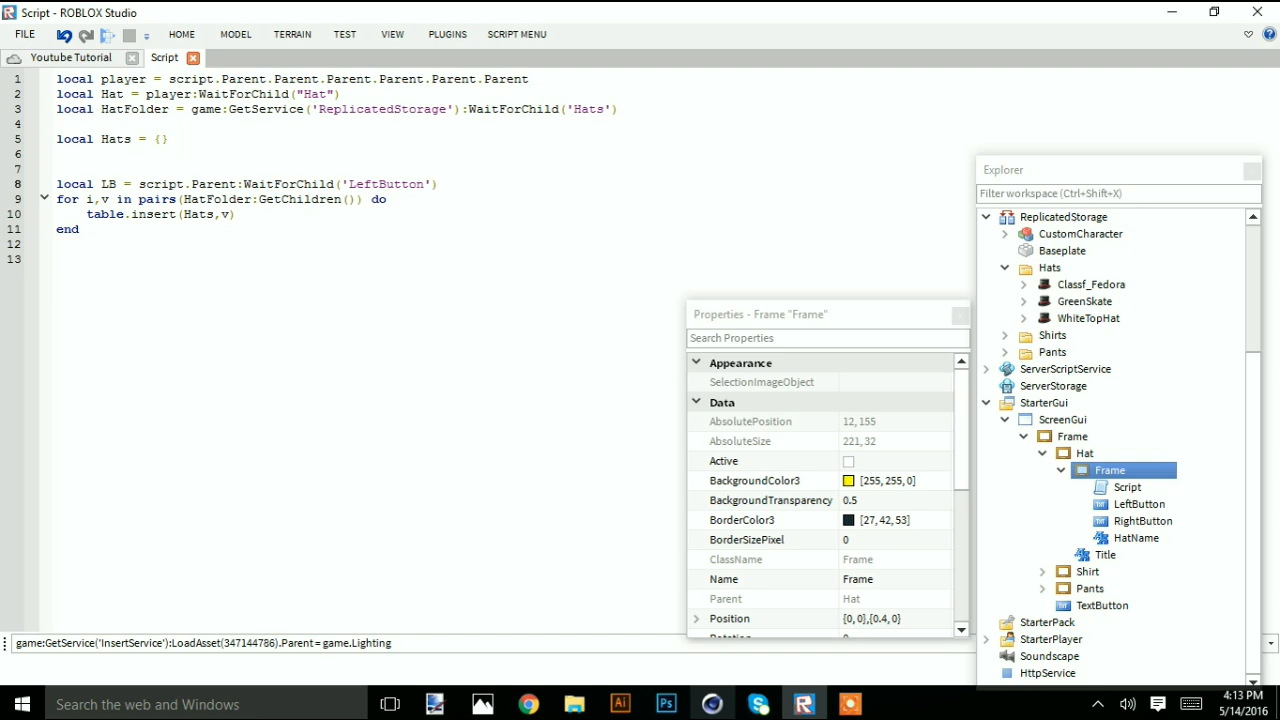 Script - ROBLOX Studio
FILE HOME MODEL TERRAIN TEST VIEW PLUGINS SCRIPT MENU
Youtube Tutorial Script
1 local player = script.Parent.Parent.Parent.Parent.Parent.Parent
2 local Hat = player:WaitForChild("Hat")
3 local HatFolder = game:GetService('ReplicatedStorage'):WaitForChild('Hats')
4
5 local Hats = {}
6
7
8 local LB = script.Parent:WaitForChild('LeftButton')
9 for i,v in pairs(HatFolder:GetChildren()) do
10 table.insert(Hats,v)
11 end
12
13
Properties - Frame "Frame"
Search Properties
Appearance
SelectionImageObject
Data
AbsolutePosition 12, 155
AbsoluteSize 221, 32
Active
BackgroundColor3 [255, 255, 0]
BackgroundTransparency 0.5
BorderColor3 [27, 42, 53]
BorderSizePixel 0
ClassName Frame
Name Frame
Parent Hat
Position {0, 0},{0.4, 0}
Explorer
Filter workspace (Ctrl+Shift+X)
ReplicatedStorage
CustomCharacter
Baseplate
Hats
Classf_Fedora
GreenSkate
WhiteTopHat
Shirts
Pants
ServerScriptService
ServerStorage
StarterGui
ScreenGui
Frame
Hat
Frame
Script
LeftButton
RightButton
HatName
Title
Shirt
Pants
TextButton
StarterPack
StarterPlayer
Soundscape
HttpService
game:GetService('InsertService'):LoadAsset(347144786).Parent = game.Lighting
Search the web and Windows
Ai
Ps
4:13 PM
5/14/2016